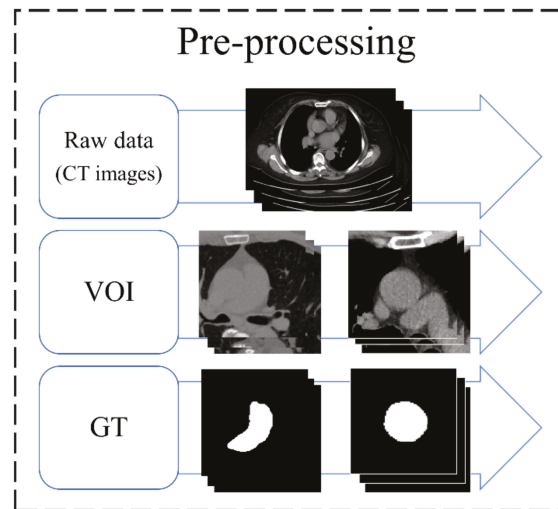 Pre-processing
Raw data
(CT images)
VOI
GT